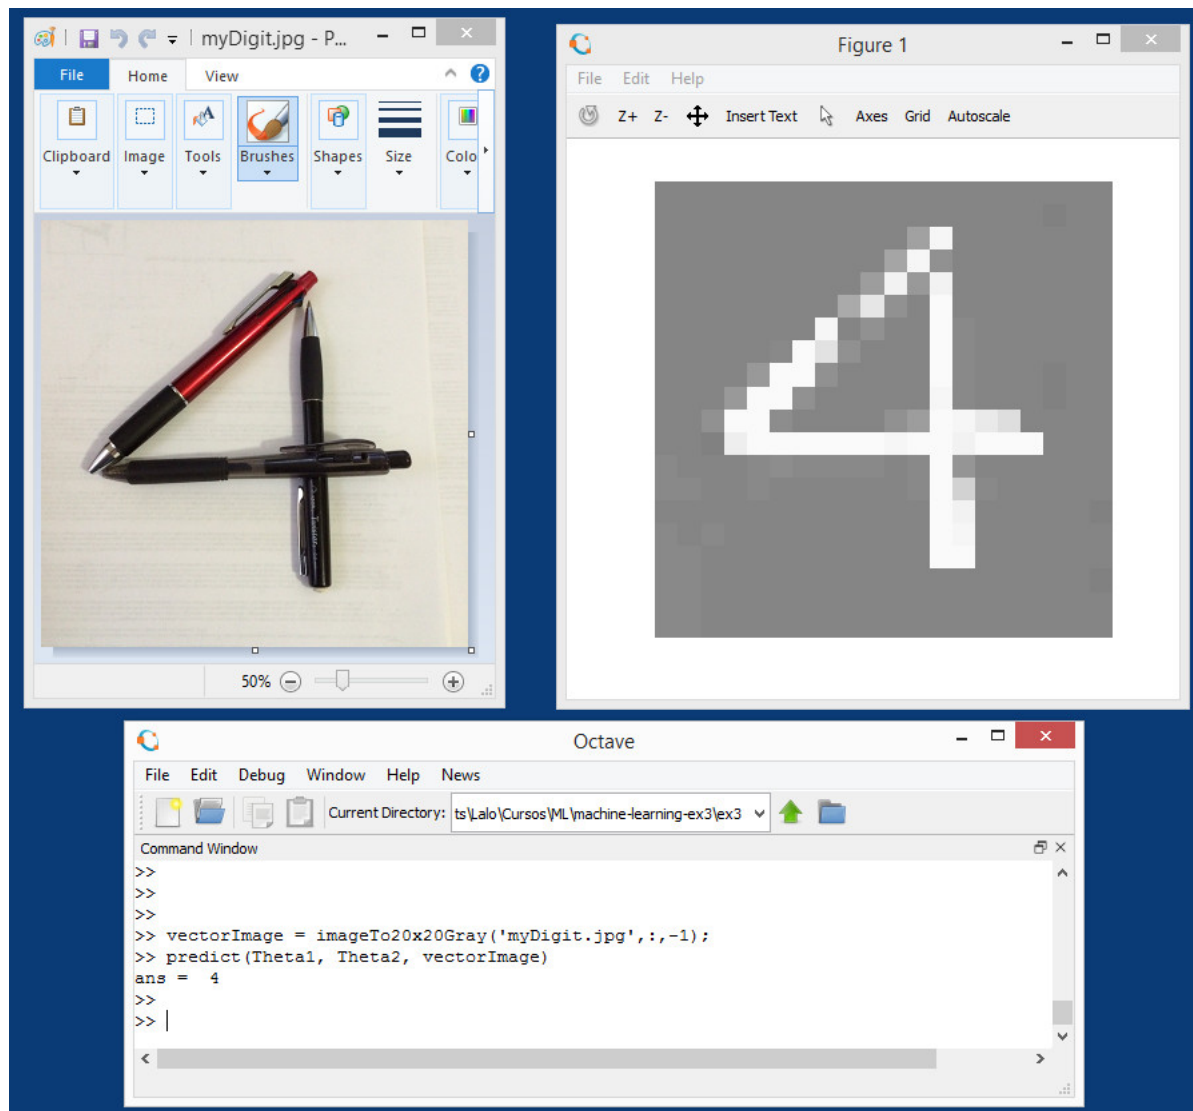 myDigit.jpg - P...
File Home View
Clipboard Image Tools Brushes Shapes Size Colo
50%
Figure 1
File Edit Help
Z+ Z- Insert Text Axes Grid Autoscale
Octave
File Edit Debug Window Help News
Current Directory: ts\Lalo\Cursos\ML\machine-learning-ex3\ex3
Command Window
>>
>>
>>
>> vectorImage = imageTo20x20Gray('myDigit.jpg',:,-1);
>> predict(Theta1, Theta2, vectorImage)
ans = 4
>>
>>